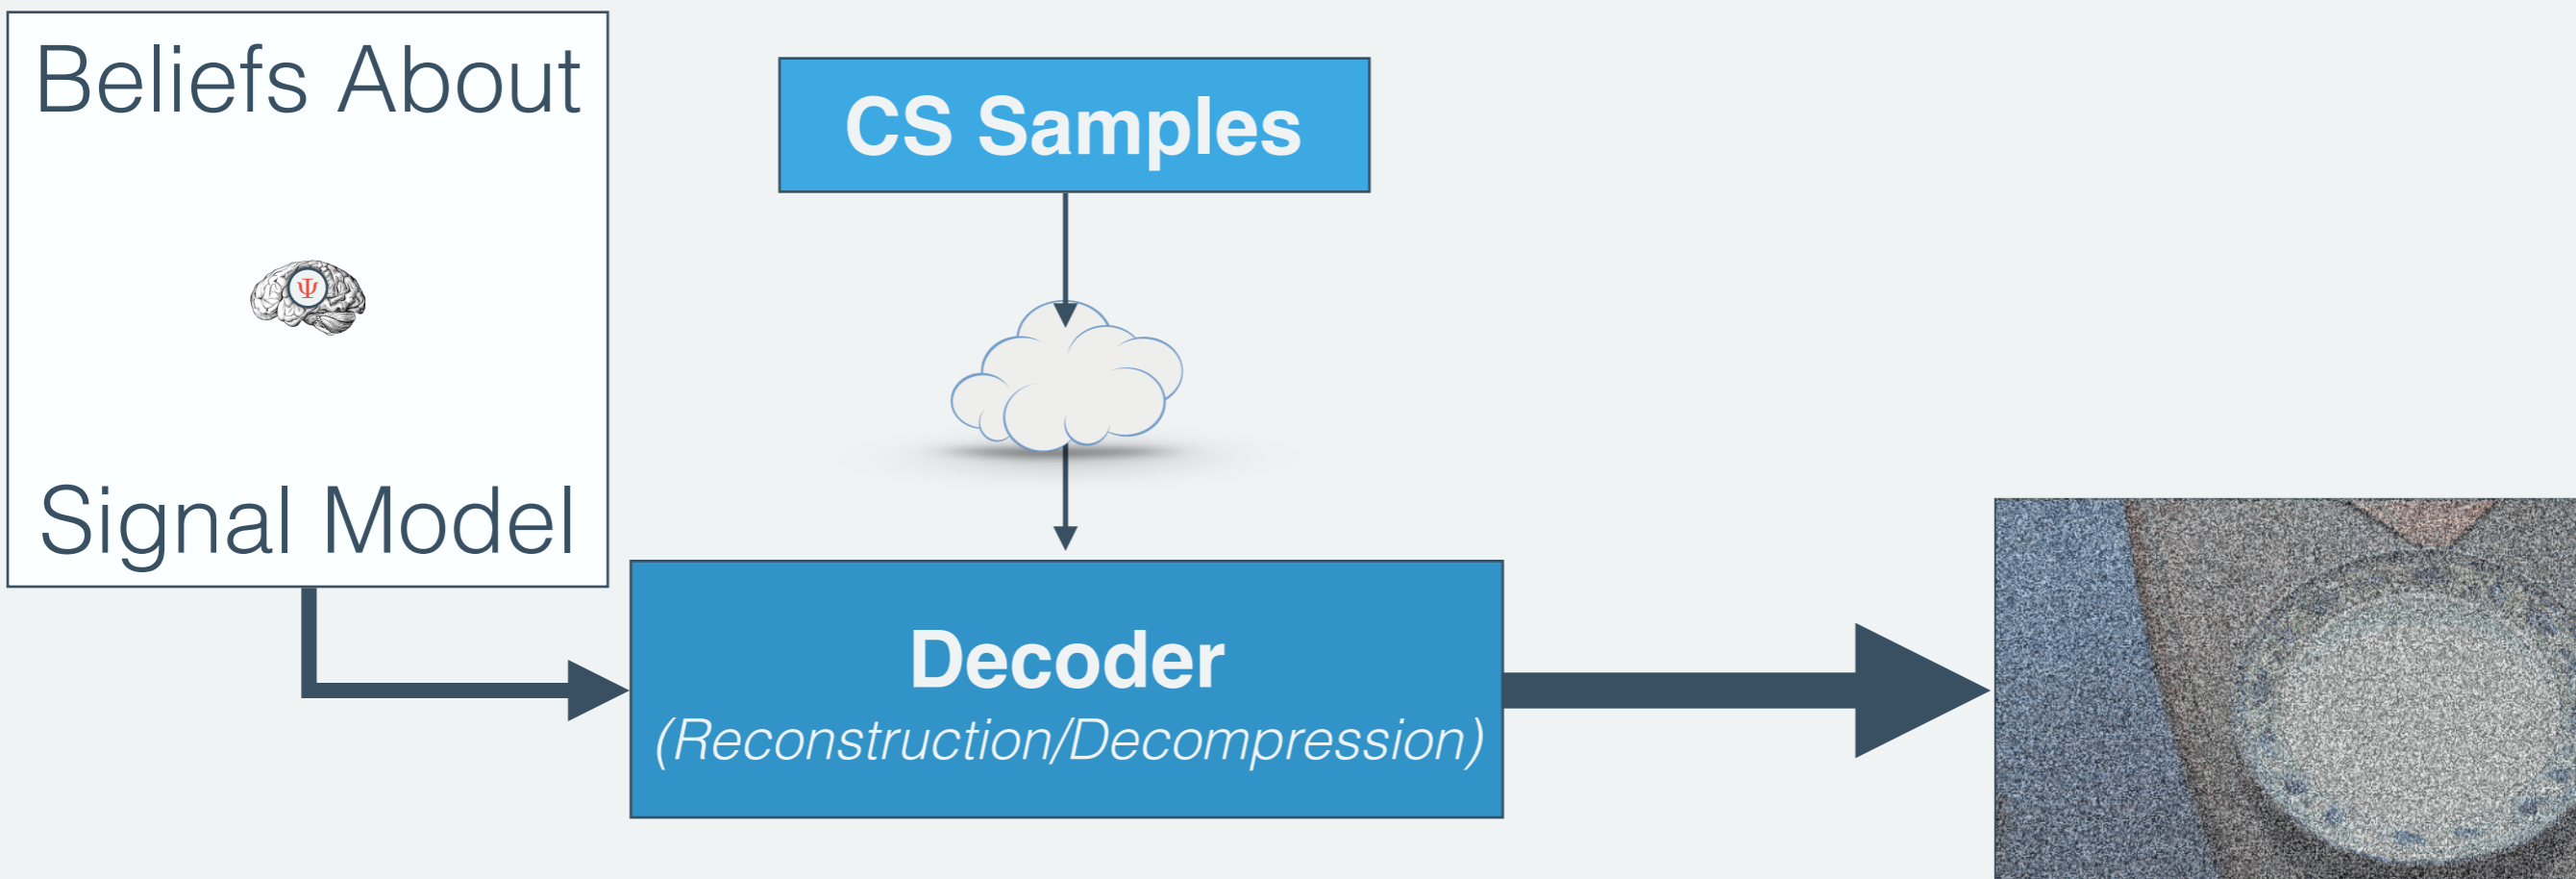 Beliefs About
Ψ
Signal Model
CS Samples
Decoder
(Reconstruction/Decompression)